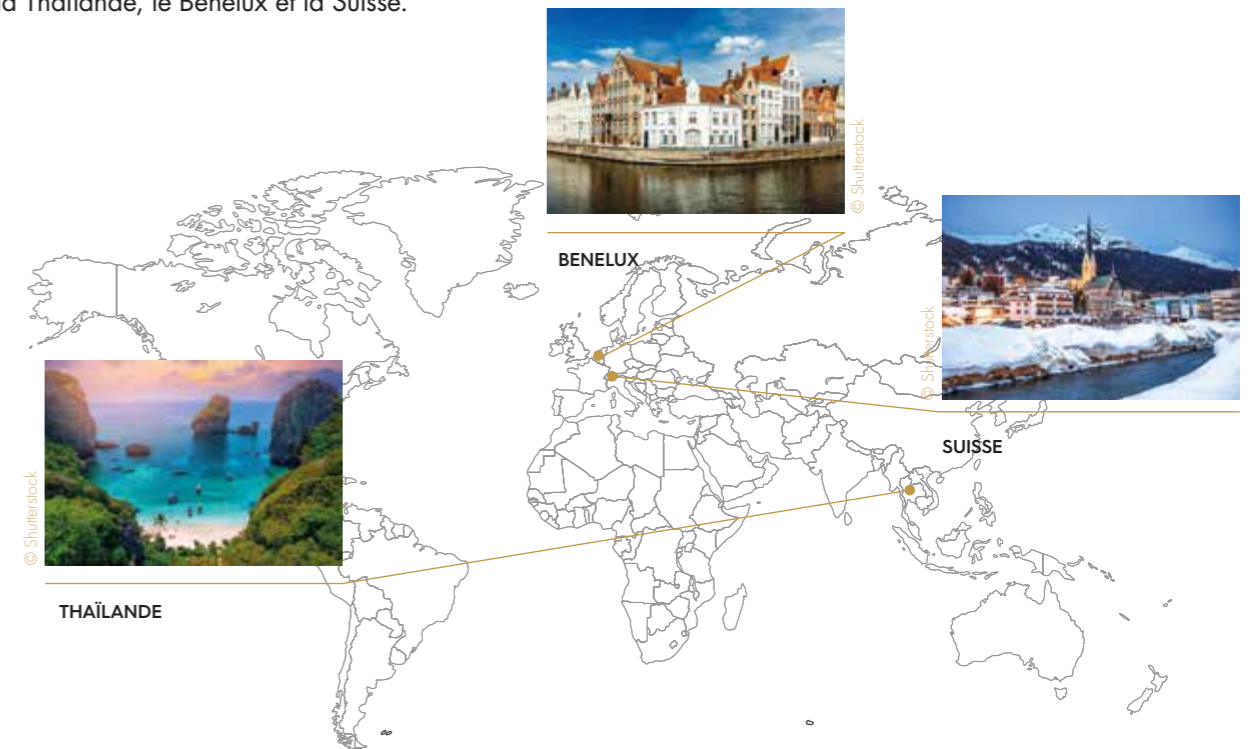 la Thaïlande, le Benelux et la Suisse.
© Shutterstock
BENELUX
© Shutterstock
SUISSE
© Shutterstock
THAÏLANDE